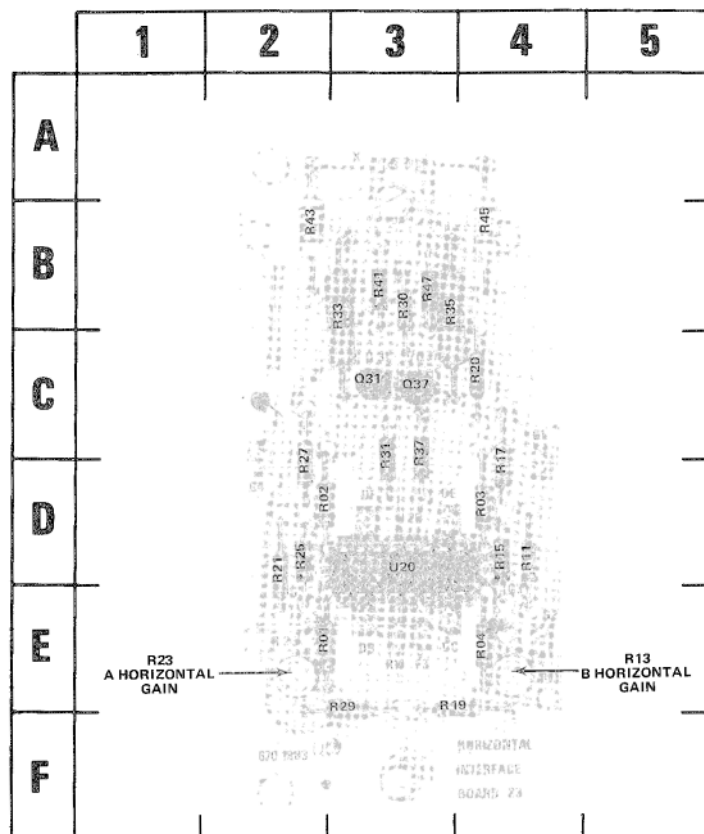 1 2 3 4 5
A
R43 R45
B
R41 R30 R47
R33 R35
C
Q31 Q37 R20
R27 R31 R37 R17
D
R02 R03
R21 R25 U20 R15 R11
E
R01 R04
R23
A HORIZONTAL
GAIN
R13
B HORIZONTAL
GAIN
R29 R19
F
HORIZONTAL
INTERFACE
BOARD 23